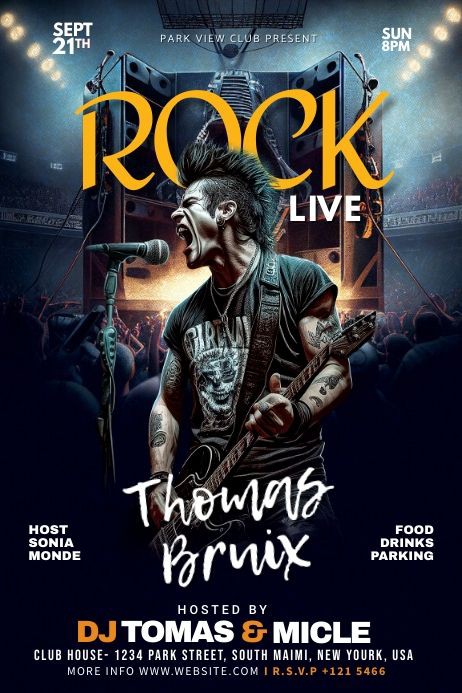 SEPT
21TH
PARK VIEW CLUB PRESENT
SUN
8PM
ROCK
LIVE
Thomas
Bruix
HOST
SONIA
MONDE
FOOD
DRINKS
PARKING
HOSTED BY
DJ TOMAS & MICLE
CLUB HOUSE- 1234 PARK STREET, SOUTH MAIMI, NEW YOURK, USA
MORE INFO WWW.WEBSITE.COM I R.S.V.P +121 5466